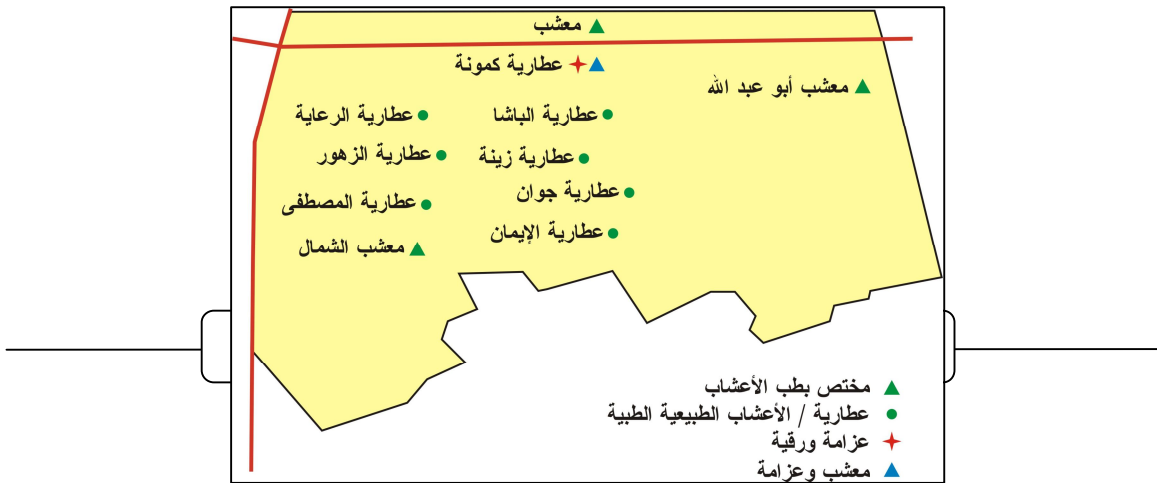 معشب
عطارية كمونة
معشب أبو عبد الله
عطارية الباشا
عطارية الرعاية
عطارية زينة
عطارية الزهور
عطارية جوان
عطارية المصطفى
عطارية الإيمان
معشب الشمال
مختص بطب الأعشاب
عطارية / الأعشاب الطبيعية الطبية
عزامة ورقية
معشب وعزامة